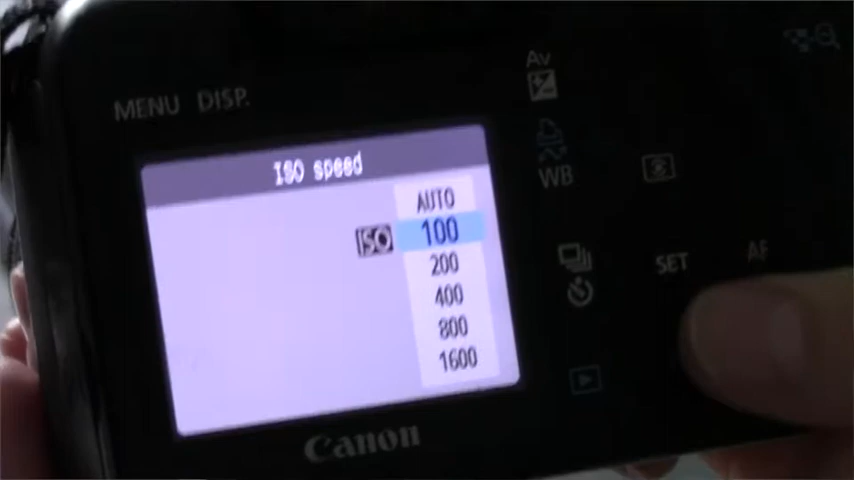 Av
MENU DISP.
ISO speed
WB
AUTO
ISO 100
200
SET AF
400
800
1600
Canon